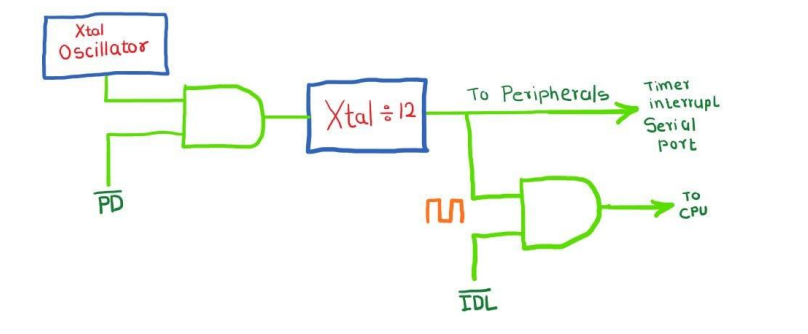 Xtal
Oscillator
PD
Xtal ÷ 12
To Peripherals
Timer
interrupt
Serial
port
TO
CPU
IDL